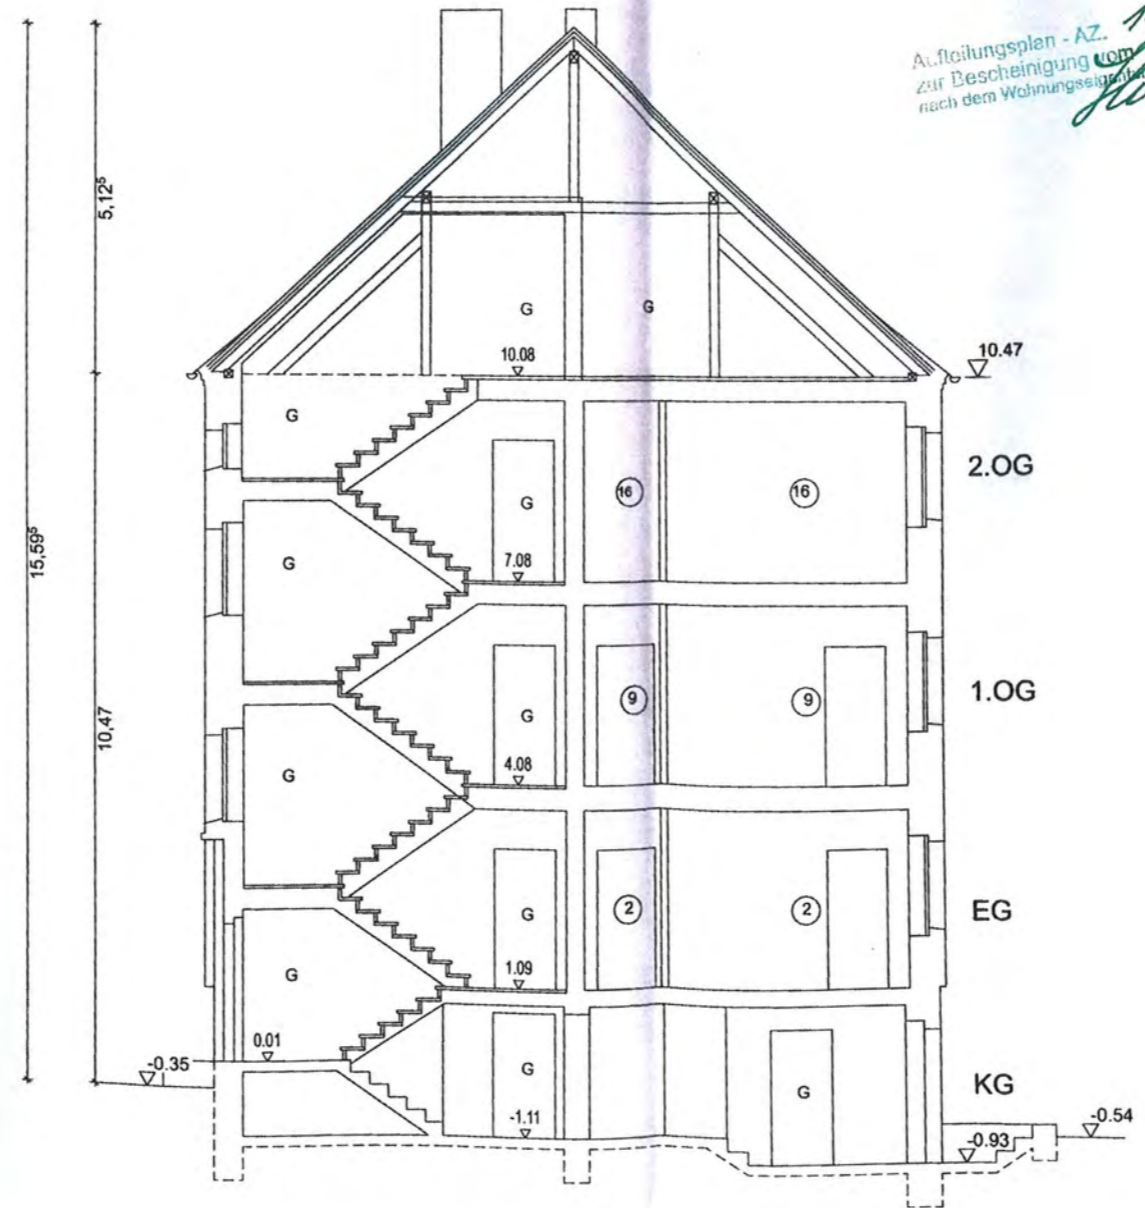 Aufteilungsplan - AZ.
zur Bescheinigung vom
nach dem
5,12⁵
15,59⁵
10,47
G
G
10.08
10.47
G
2.OG
16
16
G
G
7.08
1.OG
9
9
G
G
4.08
EG
2
2
G
G
1.09
0.01
-0.35
G
G
KG
-1.11
-0.54
-0.93